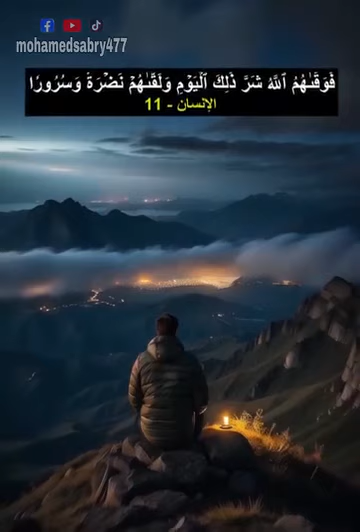 mohamedsabry477
فَوَقَىٰهُمُ ٱللَّهُ شَرَّ ذَٰلِكَ ٱلْيَوْمِ وَلَقَّىٰهُمْ نَضْرَةً وَسُرُورًا
الإنسان - 11